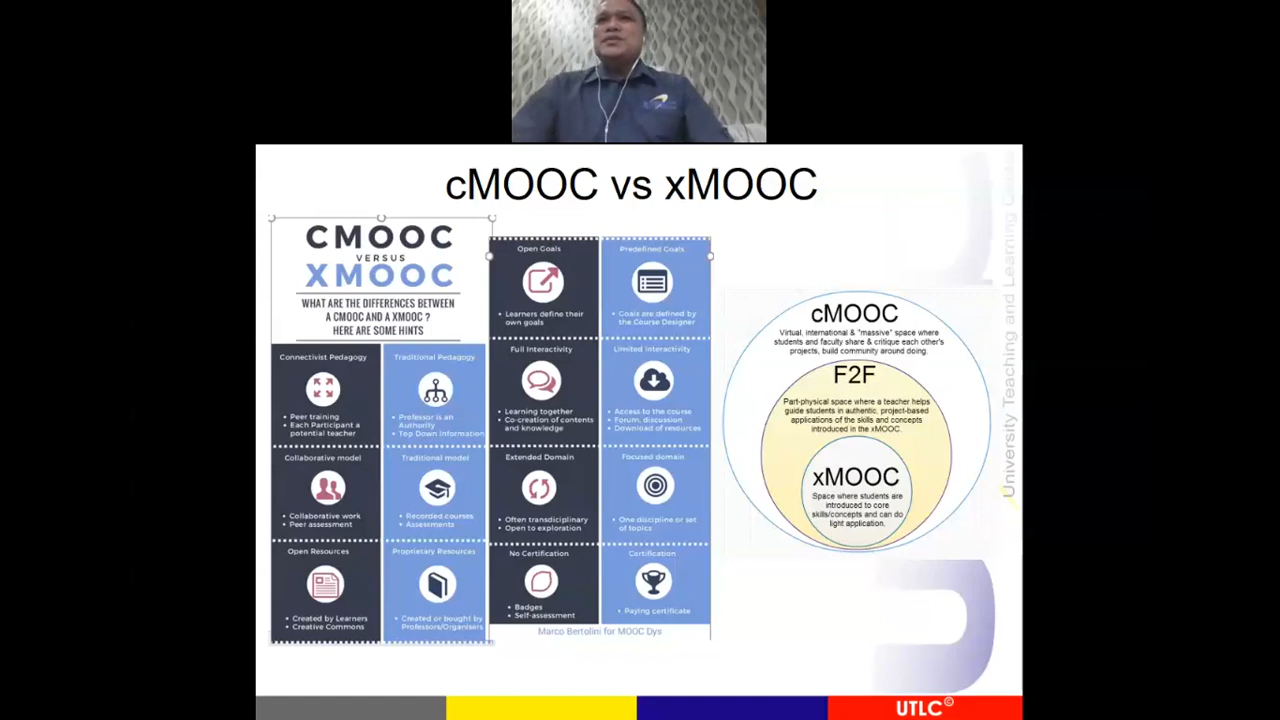 cMOOC vs xMOOC
CMOOC
VERSUS
XMOOC
WHAT ARE THE DIFFERENCES BETWEEN
A CMOOC AND A XMOOC ?
HERE ARE SOME HINTS
Connectivist Pedagogy
• Peer training
• Each Participant a
potential teacher
Traditional Pedagogy
• Professor is an
Authority
• Top Down Information
Collaborative model
• Collaborative work
• Peer assessment
Traditional model
• Recorded courses
• Assessments
Open Resources
• Created by Learners
• Creative Commons
Proprietary Resources
• Created or bought by
Professors/Organisers
Open Goals
• Learners define their
own goals
Predefined Goals
• Goals are defined by
the Course Designer
Full Interactivity
• Learning together
• Co-creation of contents
and knowledge
Limited Interactivity
• Access to the course
• Forum, discussion
• Download of resources
Extended Domain
• Often transdiciplinary
• Open to exploration
Focused domain
• One discipline or set
of topics
No Certification
• Badges
• Self-assessment
Certification
• Paying certificate
Marco Bertolini for MOOC Dys
cMOOC
Virtual, international & "massive" space where
students and faculty share & critique each other's
projects, build community around doing.
F2F
Part-physical space where a teacher helps
guide students in authentic, project-based
applications of the skills and concepts
introduced in the xMOOC.
xMOOC
Space where students are
introduced to core
skills/concepts and can do
light application.
University Teaching and Learning Center
UTLC©